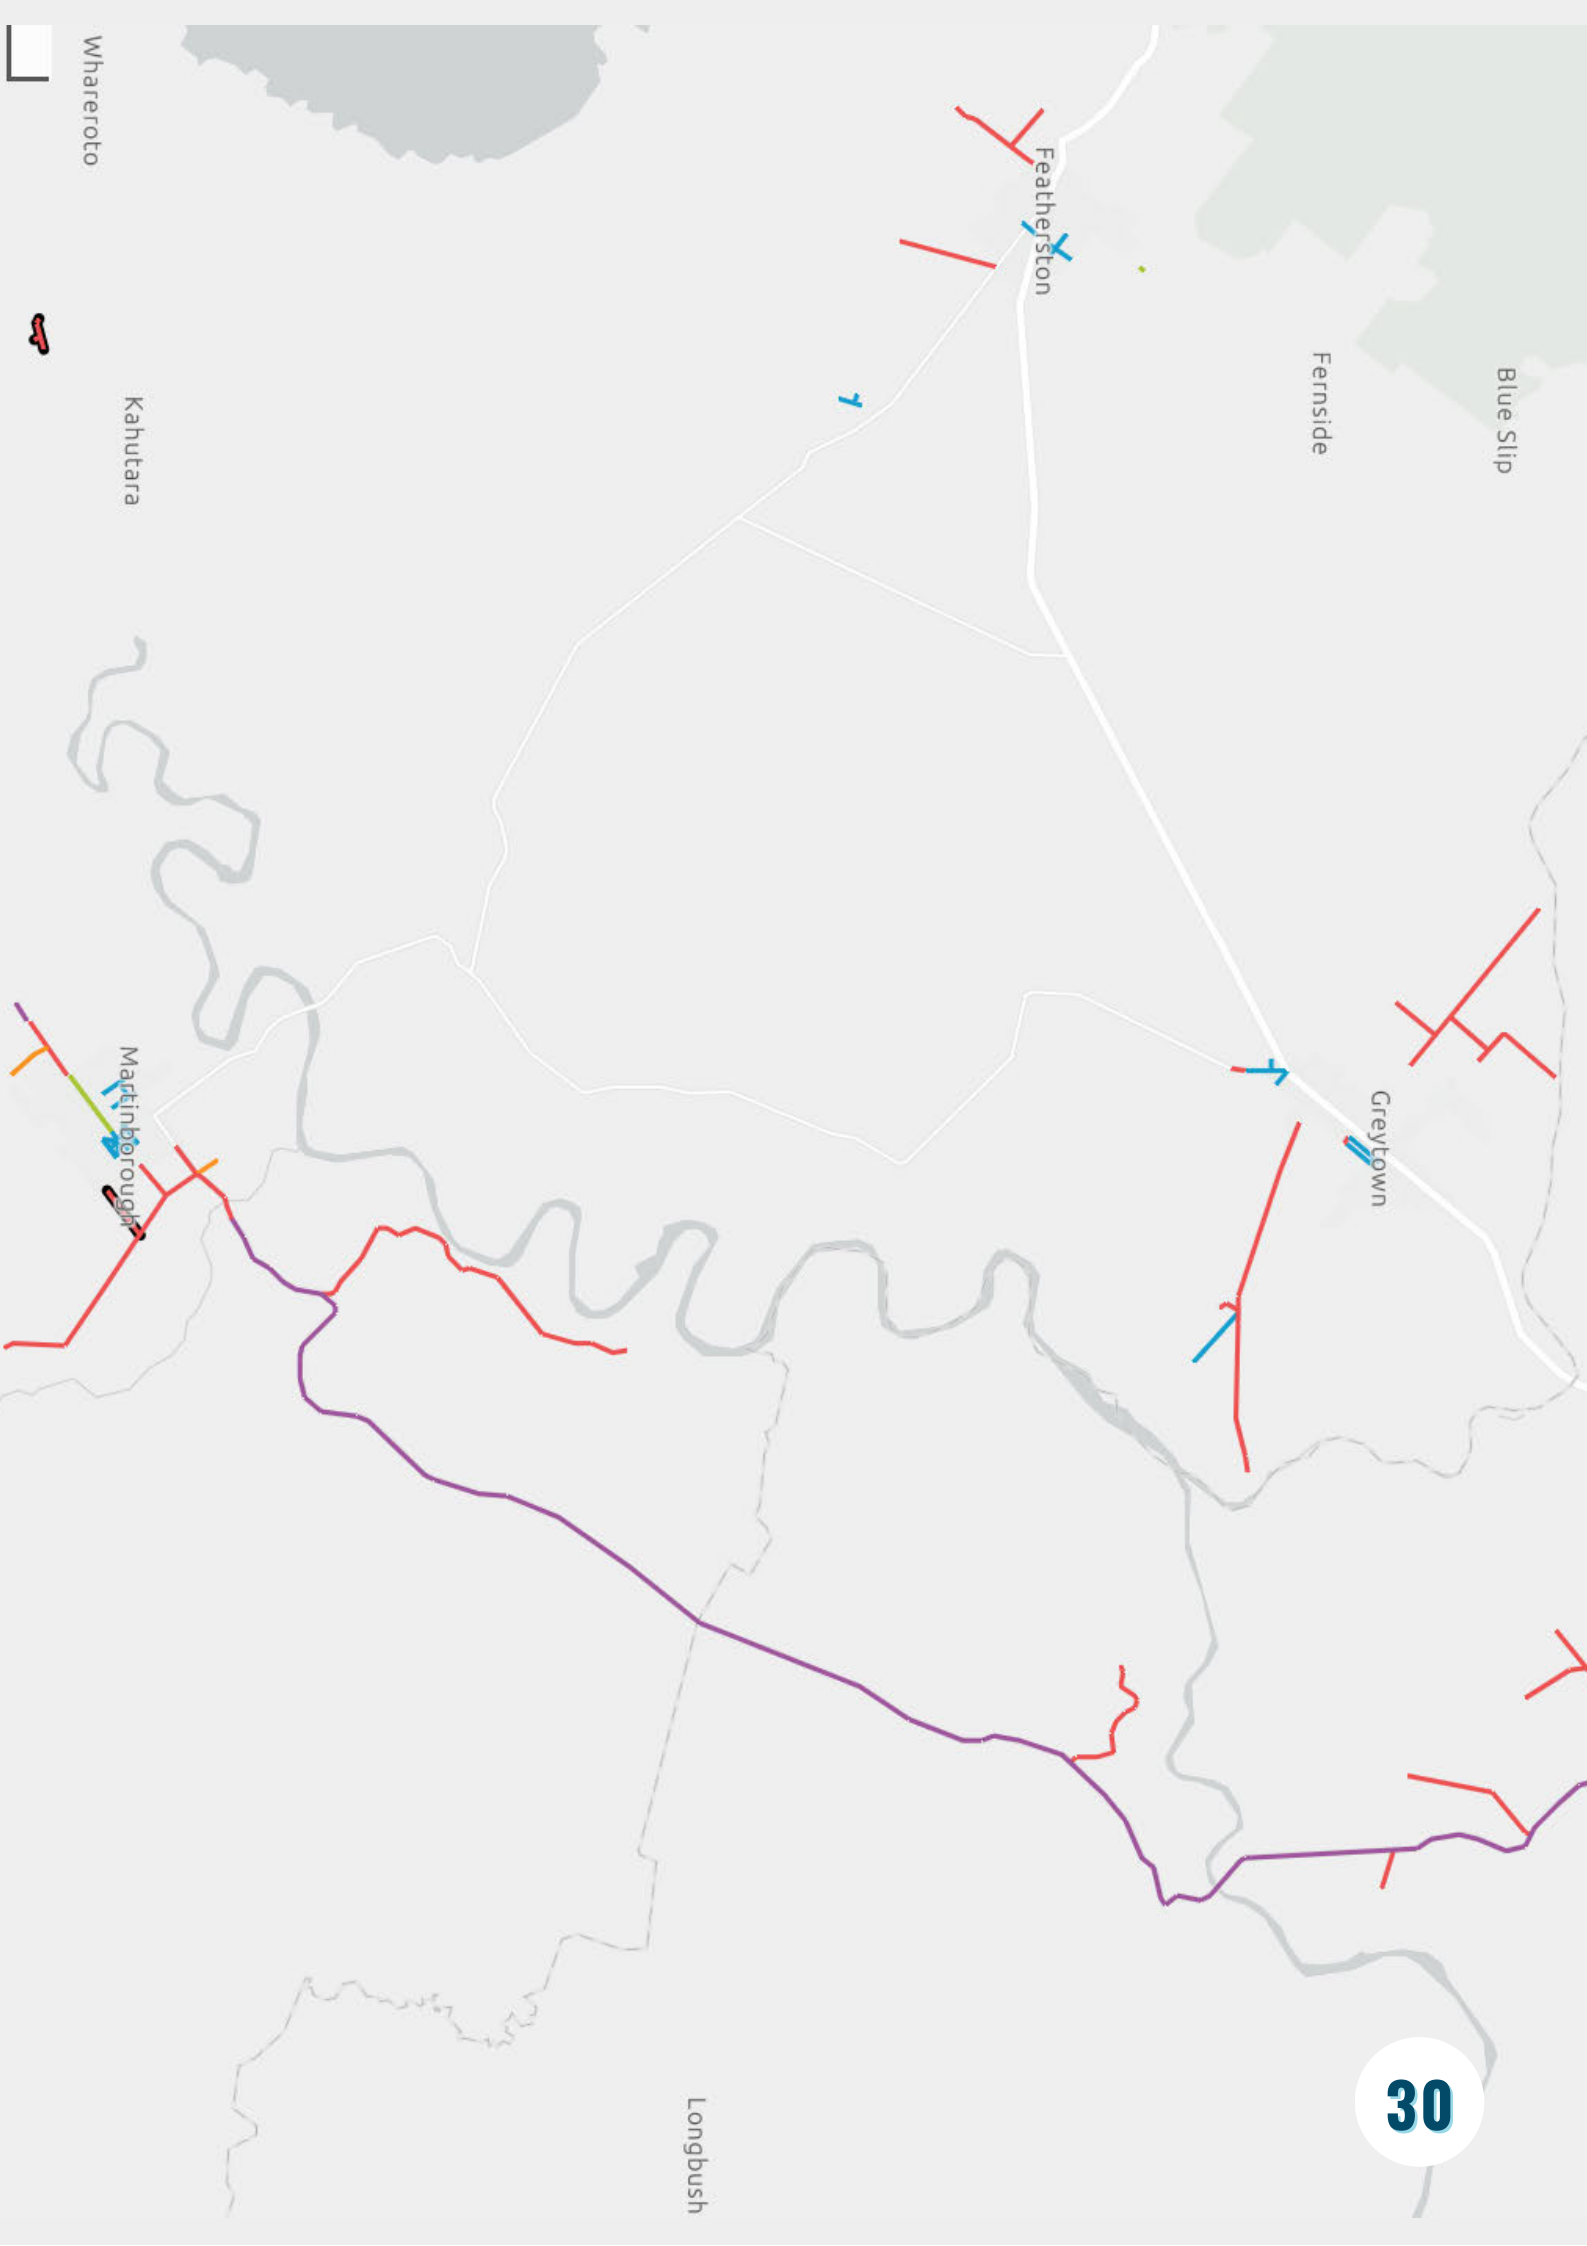 Whareroto
Featherston
Fernside
Blue Slip
Kahutara
Martinborough
Greytown
Longbush
30